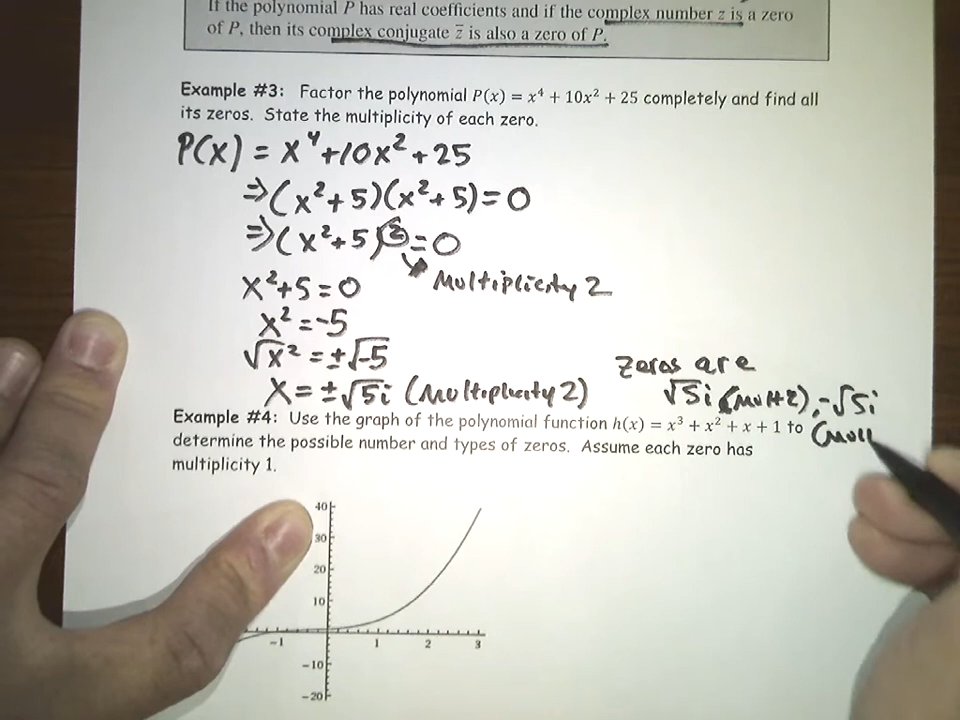 If the polynomial P has real coefficients and if the complex number z is a zero
of P, then its complex conjugate z̄ is also a zero of P.
Example #3: Factor the polynomial P(x) = x⁴ + 10x² + 25 completely and find all
its zeros. State the multiplicity of each zero.
P(x) = x⁴+10x²+25
⇒(x²+5)(x²+5)=0
⇒(x²+5)²=0
Multiplicity 2
x²+5=0
x²=-5
√x²=±√-5
x=±√5i (Multiplicity 2)
Zeros are
√5i (mult 2), -√5i
(mul
Example #4: Use the graph of the polynomial function h(x) = x³ + x² + x + 1 to
determine the possible number and types of zeros. Assume each zero has
multiplicity 1.
40
30
20
10
-1 1 2 3
-10
-20